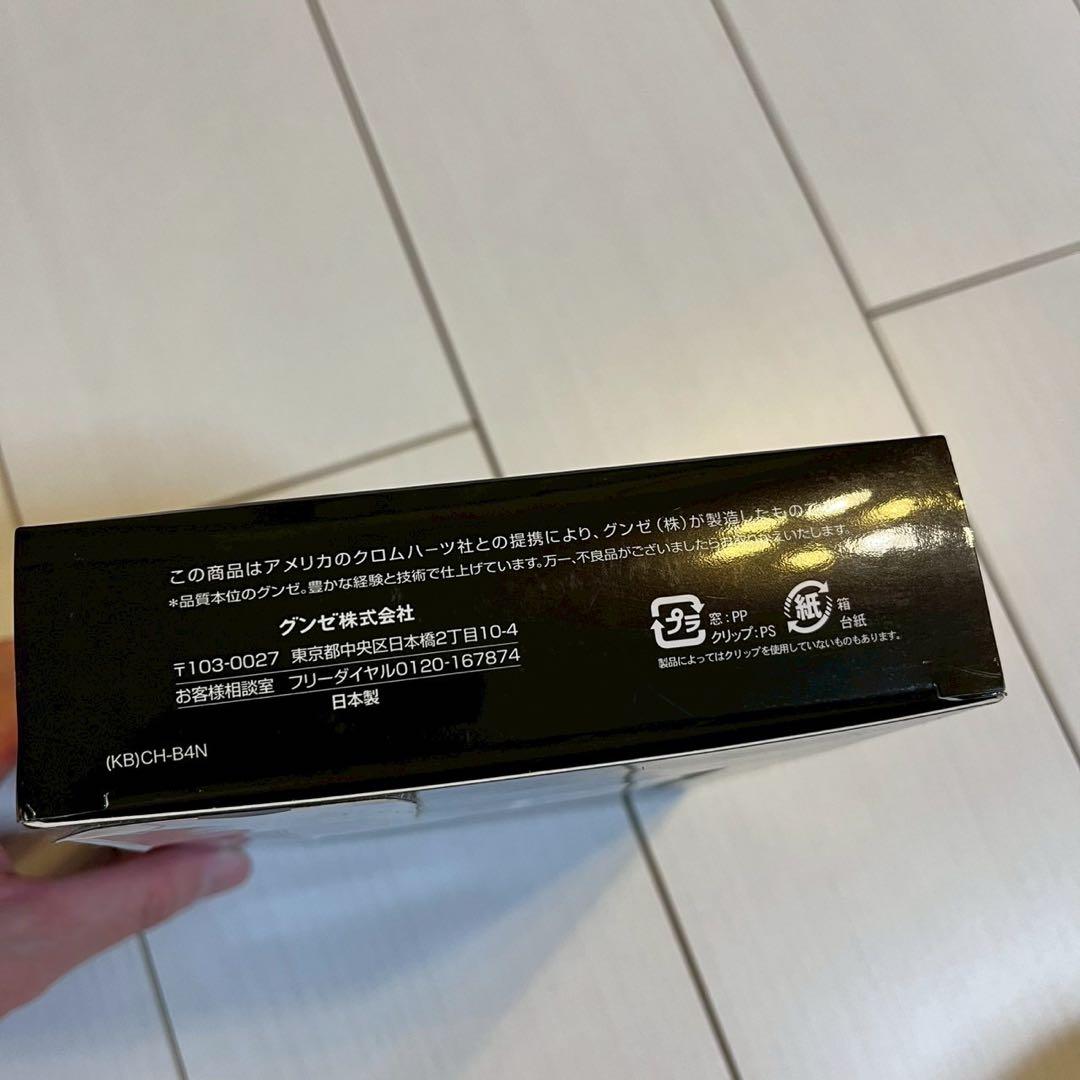 この商品はアメリカのクロムハーツ社との提携により、グンゼ(株)が製造したもので
*品質本位のグンゼ。豊かな経験と技術で仕上げています。万一、不良品がございましたら えいたします
グンゼ株式会社
〒103-0027 東京都中央区日本橋2丁目10-4
お客様相談室 フリーダイヤル0120-167874
日本製
(KB)CH-B4N
プラ 窓:PP
クリップ:PS
紙 箱
台紙
製品によってはクリップを使用していないものもあります。